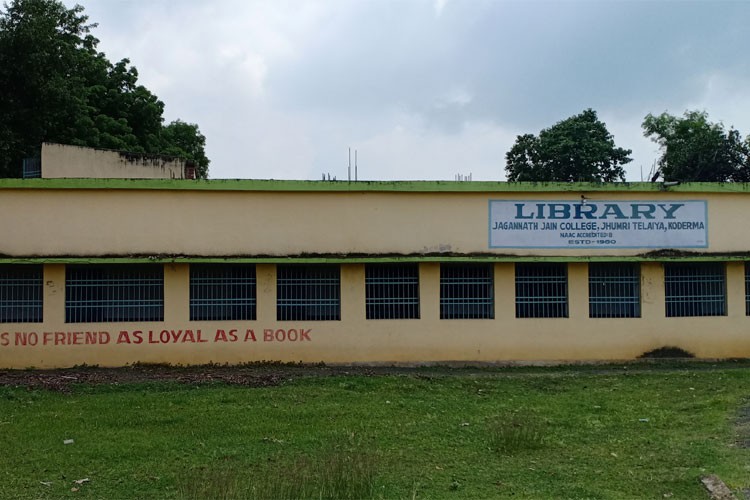 LIBRARY
JAGANNATH JAIN COLLEGE, JHUMRI TELAIYA, KODERMA
NAAC ACCREDITED B
ESTD-1960
S NO FRIEND AS LOYAL AS A BOOK